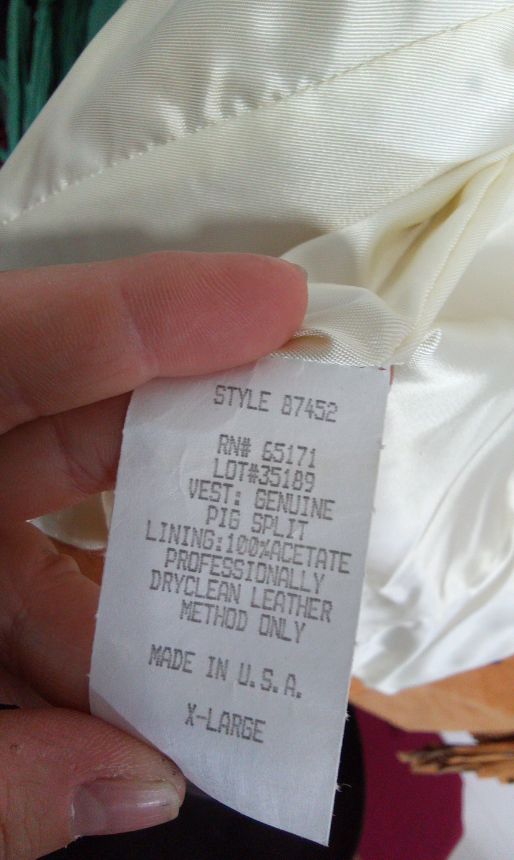 STYLE 87452
RN# 65171
LOT#35189
VEST: GENUINE
PIG SPLIT
LINING:100%ACETATE
PROFESSIONALLY
DRYCLEAN LEATHER
METHOD ONLY
MADE IN U.S.A.
X-LARGE